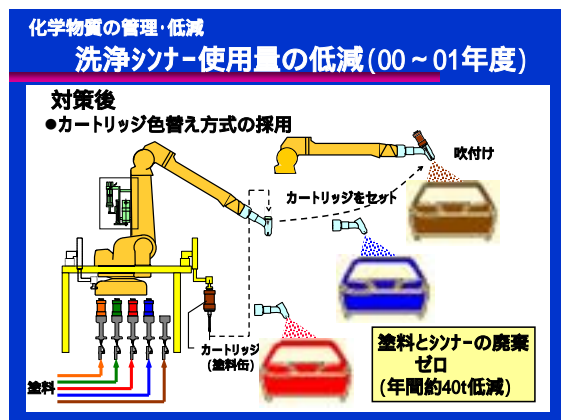 化学物質の管理･低減
洗浄ｼﾝﾅｰ使用量の低減(00～01年度)
対策後
●カートリッジ色替え方式の採用
吹付け
カートリッジをセット
カートリッジ
(塗料缶)
塗料
塗料とｼﾝﾅｰの廃棄
ゼロ
(年間約40t低減)